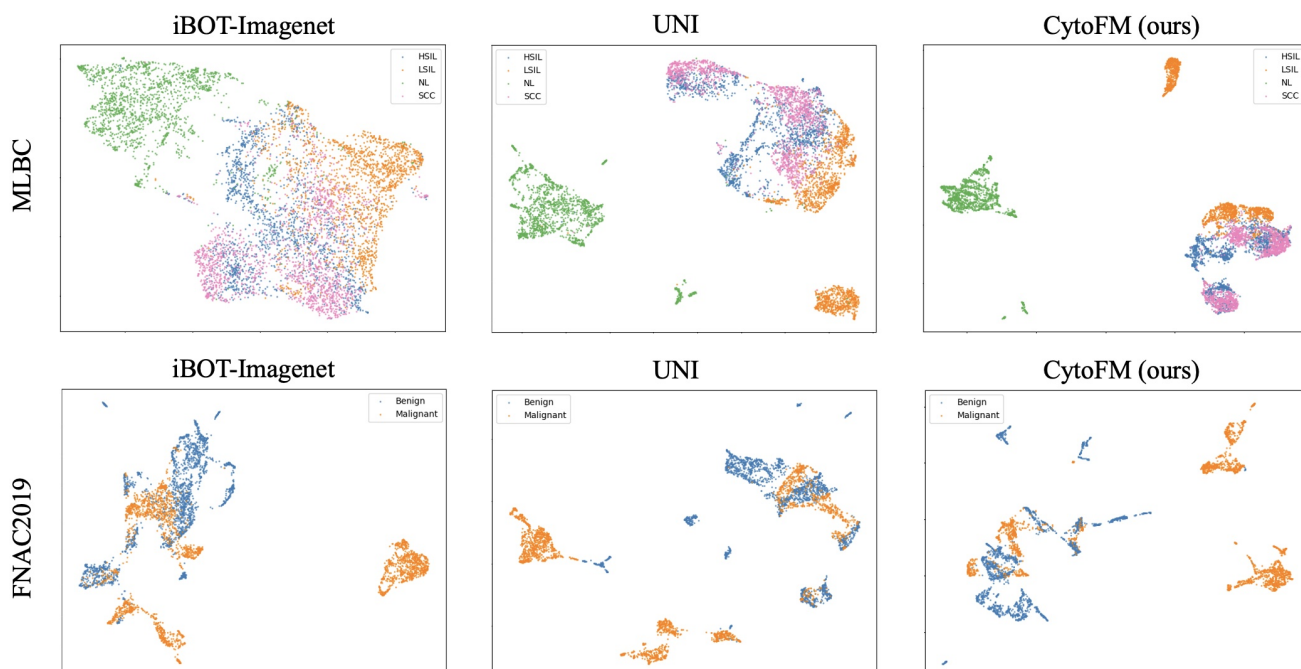 iBOT-Imagenet
UNI
CytoFM (ours)
MLBC
HSIL
LSIL
NL
SCC
HSIL
LSIL
NL
SCC
HSIL
LSIL
NL
SCC
iBOT-Imagenet
UNI
CytoFM (ours)
FNAC2019
Benign
Malignant
Benign
Malignant
Benign
Malignant